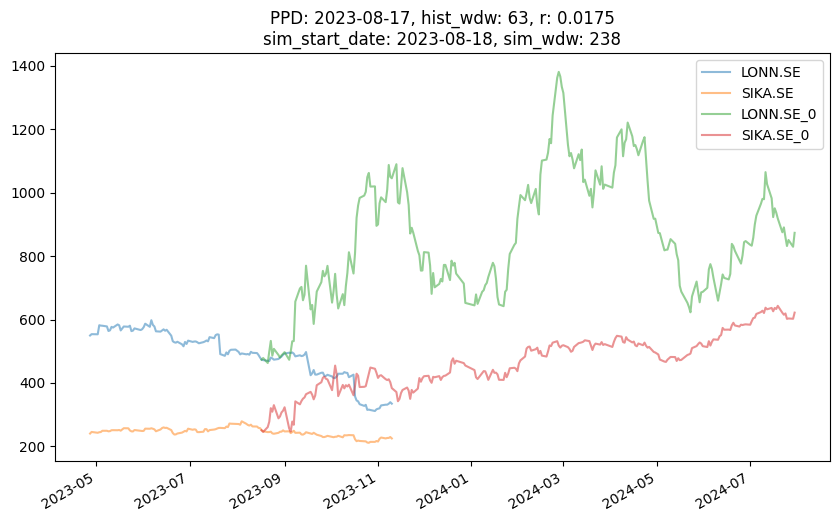 PPD: 2023-08-17, hist_wdw: 63, r: 0.0175
sim_start_date: 2023-08-18, sim_wdw: 238
1400
1200
1000
800
600
400
200
LONN.SE
SIKA.SE
LONN.SE_0
SIKA.SE_0
2023-05
2023-07
2023-09
2023-11
2024-01
2024-03
2024-05
2024-07